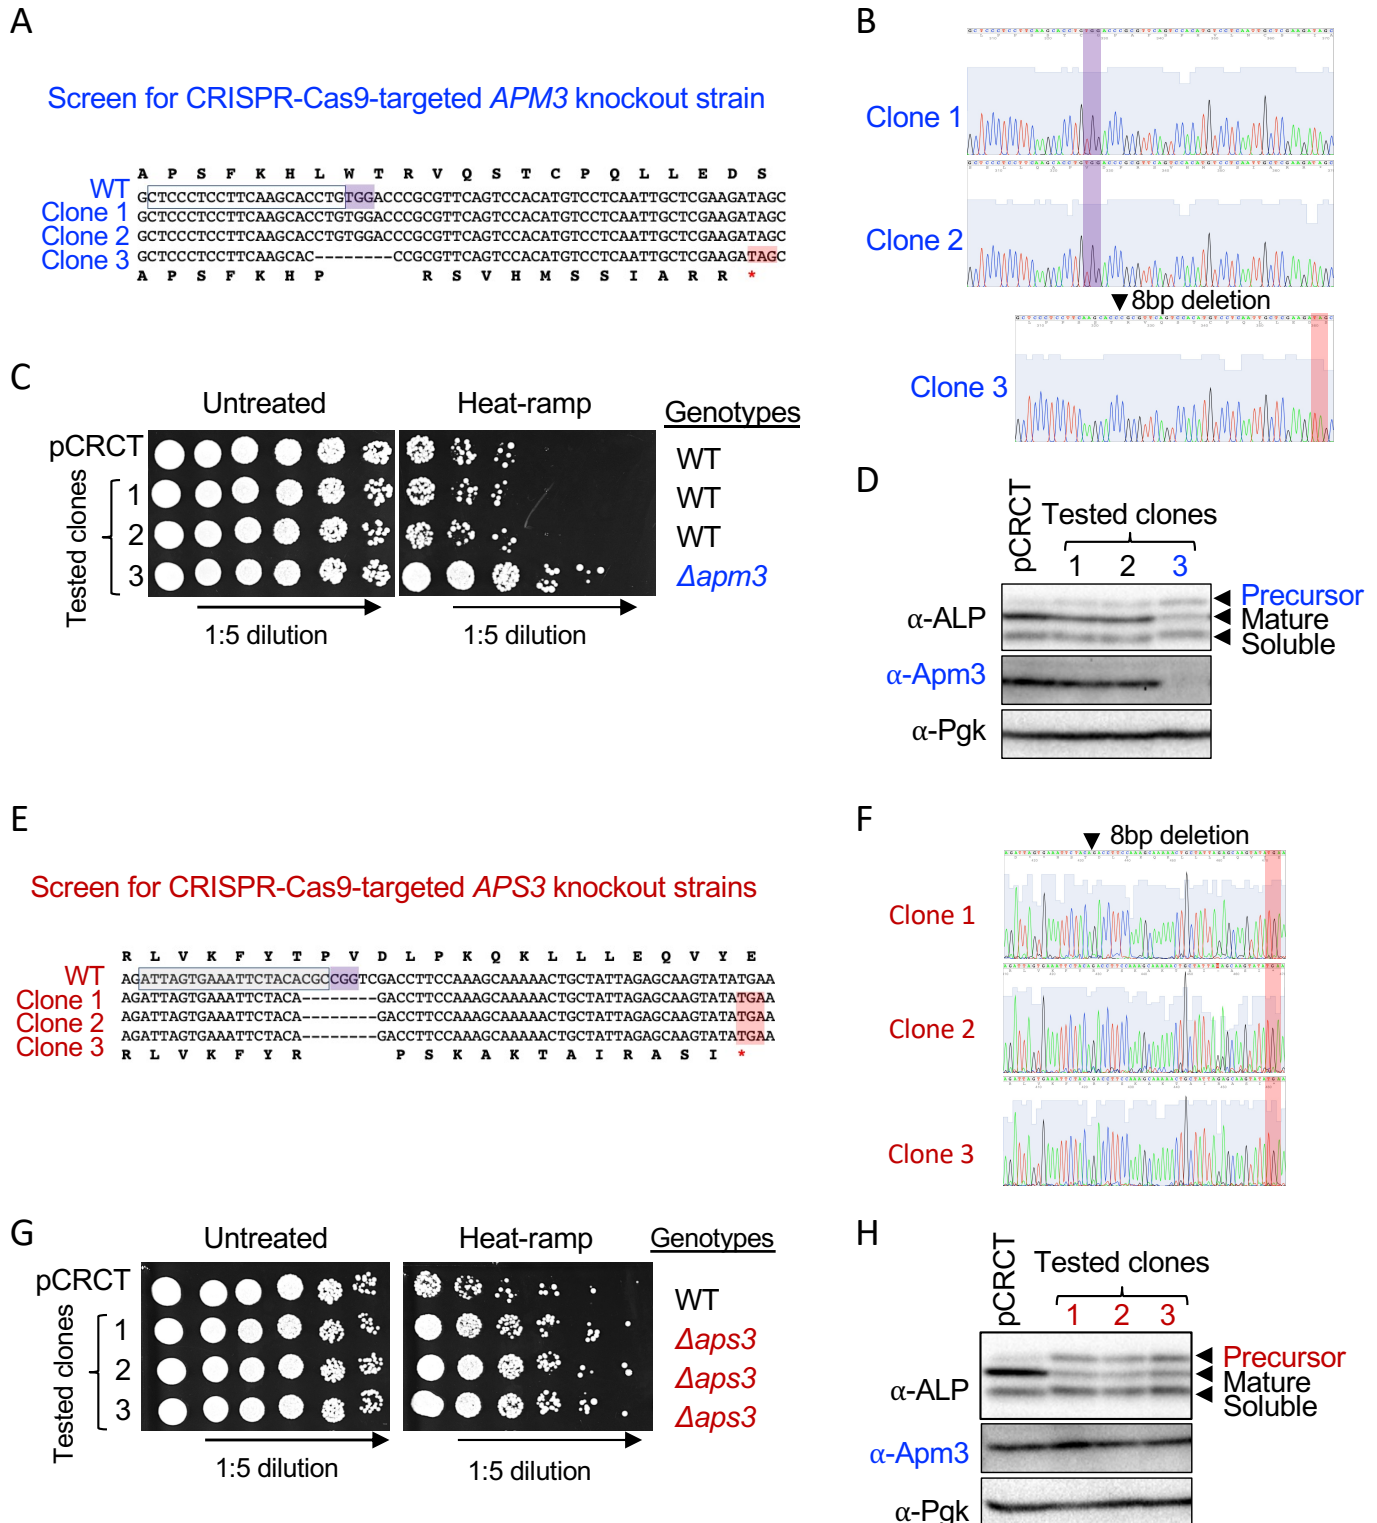 A
Screen for CRISPR-Cas9-targeted APM3 knockout strain
A P S F K H L W T R V Q S T C P Q L L E D S
WT GCTCCCTCCTTCAAGCACCTGTGGACCCGCGTTCAGTCCACATGTCCTCAATTGCTCGAAGATAGC
Clone 1 GCTCCCTCCTTCAAGCACCTGTGGACCCGCGTTCAGTCCACATGTCCTCAATTGCTCGAAGATAGC
Clone 2 GCTCCCTCCTTCAAGCACCTGTGGACCCGCGTTCAGTCCACATGTCCTCAATTGCTCGAAGATAGC
Clone 3 GCTCCCTCCTTCAAGCAC--------CCGCGTTCAGTCCACATGTCCTCAATTGCTCGAAGATAGC
A P S F K H P R S V H M S S I A R R *
B
Clone 1
Clone 2
▼8bp deletion
Clone 3
C
Untreated Heat-ramp Genotypes
pCRCT WT
Tested clones
1 WT
2 WT
3 Δapm3
1:5 dilution 1:5 dilution
D
pCRCT
Tested clones
1 2 3
α-ALP
Precursor
Mature
Soluble
α-Apm3
α-Pgk
E
Screen for CRISPR-Cas9-targeted APS3 knockout strains
R L V K F Y T P V D L P K Q K L L L E Q V Y E
WT AGATTAGTGAAATTCTACACGCCGGTCGACCTTCCAAAGCAAAAACTGCTATTAGAGCAAGTATATGAA
Clone 1 AGATTAGTGAAATTCTACA--------GACCTTCCAAAGCAAAAACTGCTATTAGAGCAAGTATATGAA
Clone 2 AGATTAGTGAAATTCTACA--------GACCTTCCAAAGCAAAAACTGCTATTAGAGCAAGTATATGAA
Clone 3 AGATTAGTGAAATTCTACA--------GACCTTCCAAAGCAAAAACTGCTATTAGAGCAAGTATATGAA
R L V K F Y R P S K A K T A I R A S I *
F
▼ 8bp deletion
Clone 1
Clone 2
Clone 3
G
Untreated Heat-ramp Genotypes
pCRCT WT
Tested clones
1 Δaps3
2 Δaps3
3 Δaps3
1:5 dilution 1:5 dilution
H
pCRCT
Tested clones
1 2 3
α-ALP
Precursor
Mature
Soluble
α-Apm3
α-Pgk